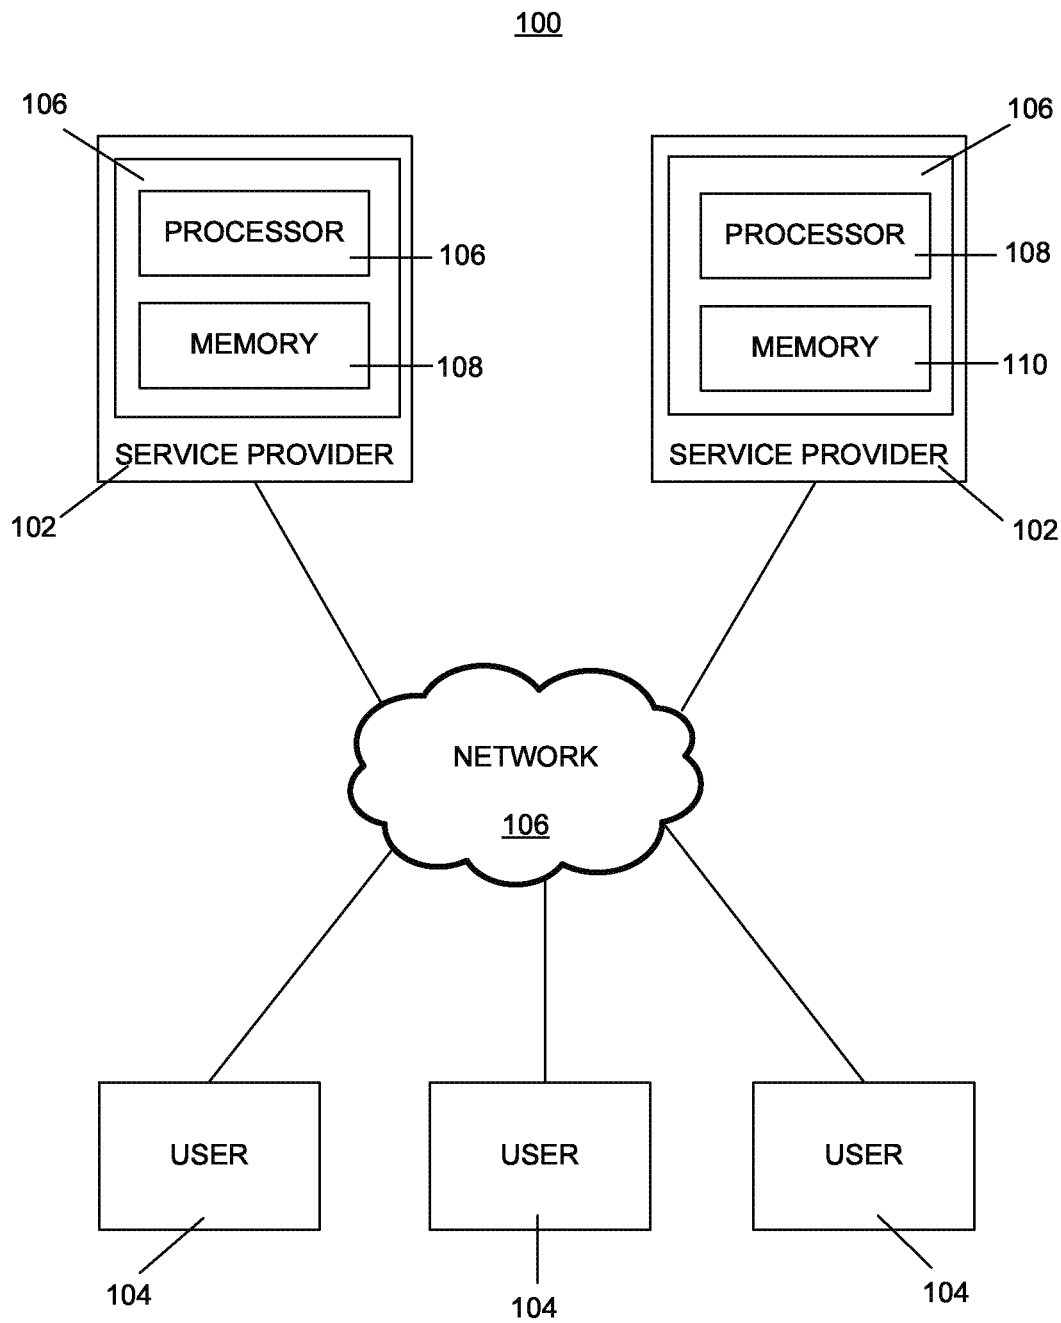 100
106
106
PROCESSOR
106
PROCESSOR
108
MEMORY
108
MEMORY
110
SERVICE PROVIDER
SERVICE PROVIDER
102
102
NETWORK
106
USER
USER
USER
104
104
104